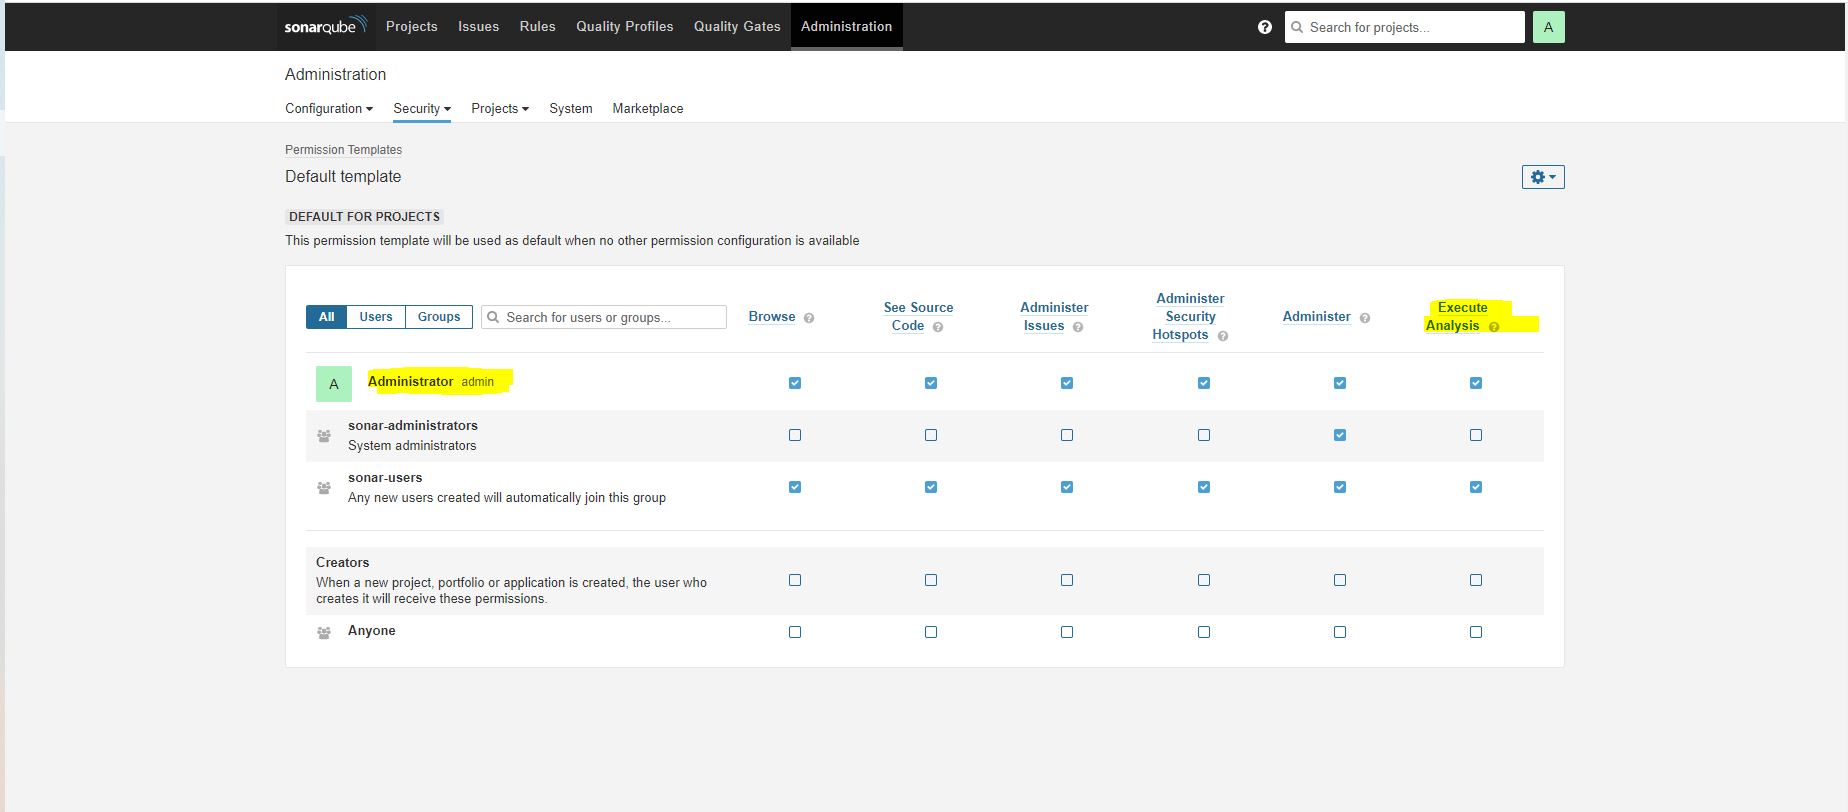 sonarqube Projects Issues Rules Quality Profiles Quality Gates Administration ? Search for projects... A
Administration
Configuration Security Projects System Marketplace
Permission Templates
Default template
DEFAULT FOR PROJECTS
This permission template will be used as default when no other permission configuration is available
All Users Groups Search for users or groups...
Browse ?
See Source
Code ?
Administer
Issues ?
Administer
Security
Hotspots ?
Administer ?
Execute
Analysis ?
A Administrator admin
sonar-administrators
System administrators
sonar-users
Any new users created will automatically join this group
Creators
When a new project, portfolio or application is created, the user who
creates it will receive these permissions.
Anyone